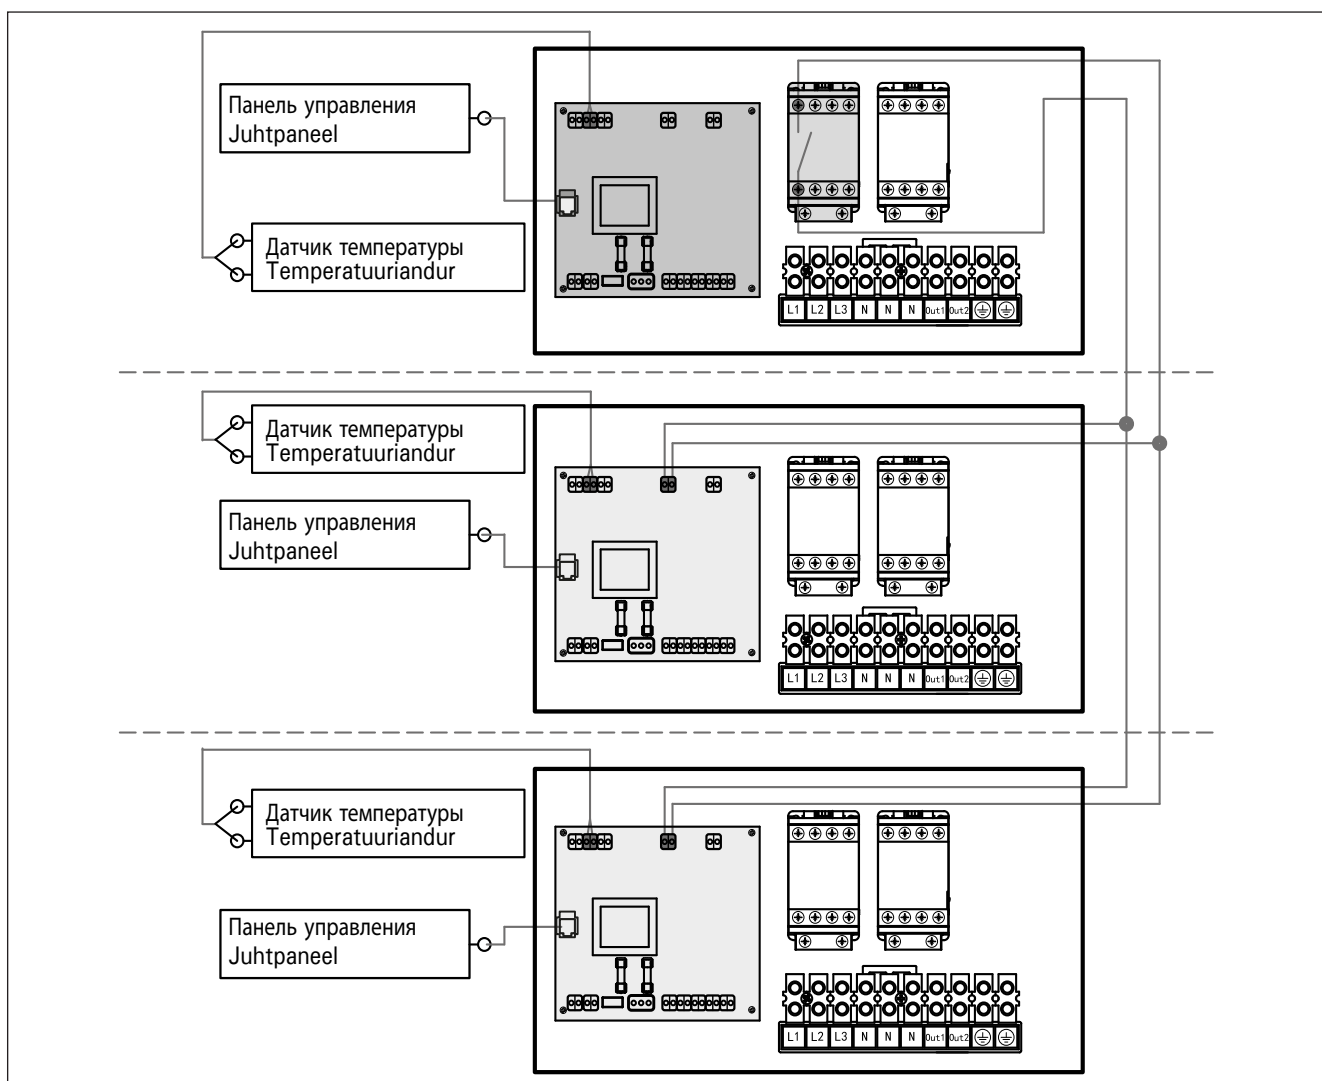 Панель управления
Juhtpaneel
Датчик температуры
Temperatuuriandur
L1 L2 L3 N N N Out1 Out2
Датчик температуры
Temperatuuriandur
Панель управления
Juhtpaneel
L1 L2 L3 N N N Out1 Out2
Датчик температуры
Temperatuuriandur
Панель управления
Juhtpaneel
L1 L2 L3 N N N Out1 Out2